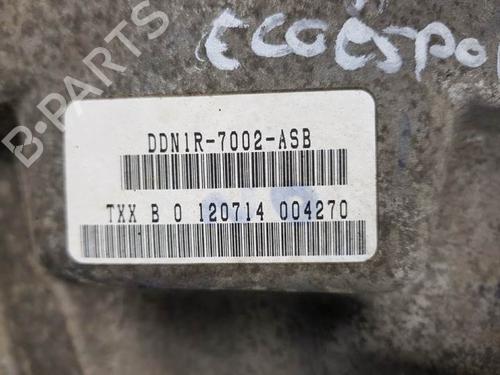 ECOESPO
DDN1R-7002-ASB
TXX B 0 120714 004270
B-PARTS